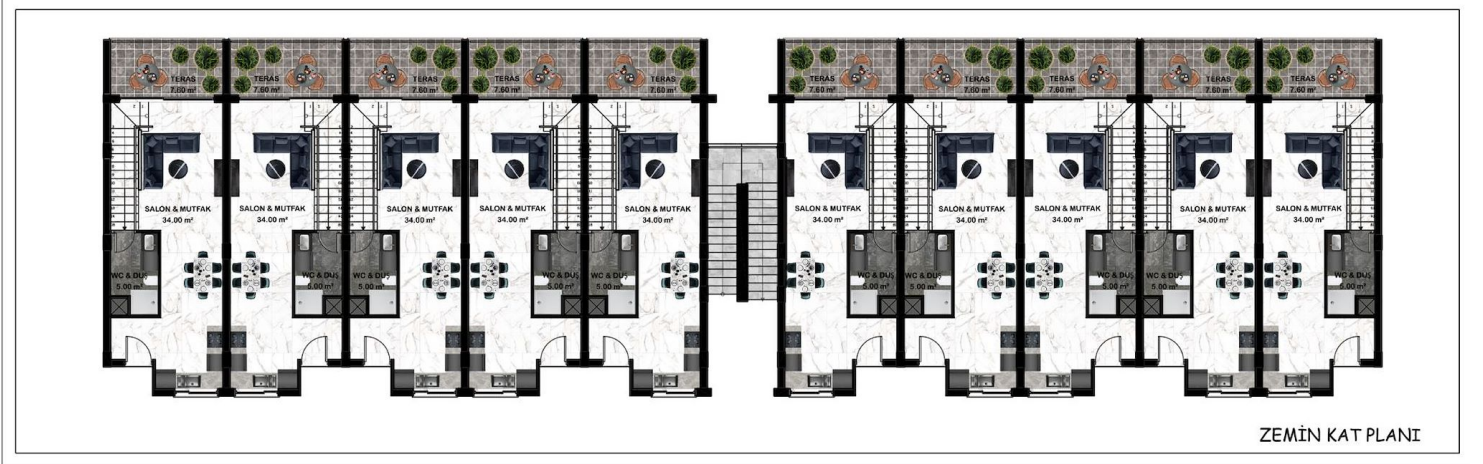 TERAS
7.60 m²
TERAS
7.60 m²
TERAS
7.60 m²
TERAS
7.60 m²
TERAS
7.60 m²
TERAS
7.60 m²
TERAS
7.60 m²
TERAS
7.60 m²
TERAS
7.60 m²
TERAS
7.60 m²
SALON & MUTFAK
34.00 m²
SALON & MUTFAK
34.00 m²
SALON & MUTFAK
34.00 m²
SALON & MUTFAK
34.00 m²
SALON & MUTFAK
34.00 m²
SALON & MUTFAK
34.00 m²
SALON & MUTFAK
34.00 m²
SALON & MUTFAK
34.00 m²
SALON & MUTFAK
34.00 m²
SALON & MUTFAK
34.00 m²
WC & DUŞ
5.00 m²
WC & DUŞ
5.00 m²
WC & DUŞ
5.00 m²
WC & DUŞ
5.00 m²
WC & DUŞ
5.00 m²
WC & DUŞ
5.00 m²
WC & DUŞ
5.00 m²
WC & DUŞ
5.00 m²
WC & DUŞ
5.00 m²
WC & DUŞ
5.00 m²
ZEMİN KAT PLANI